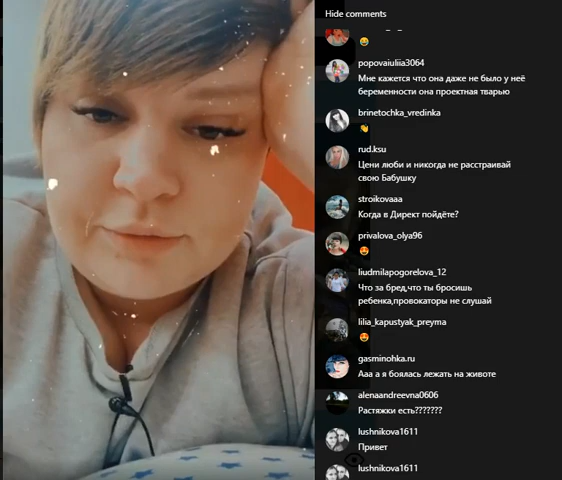 Hide comments
😂
popovaiuliia3064
Мне кажется что она даже не было у неё
беременности она проектная тварью
brinetochka_vredinka
👏
rud.ksu
Цени люби и никогда не расстраивай
свою Бабушку
stroikovaaa
Когда в Директ пойдёте?
privalova_olya96
😍
liudmilapogorelova_12
Что за бред,что ты бросишь
ребенка,провокаторы не слушай
lilia_kapustyak_preyma
😍
gasminohka.ru
Ааа а я боялась лежать на животе
alenaandreevna0606
Растяжки есть???????
lushnikova1611
Привет
lushnikova1611